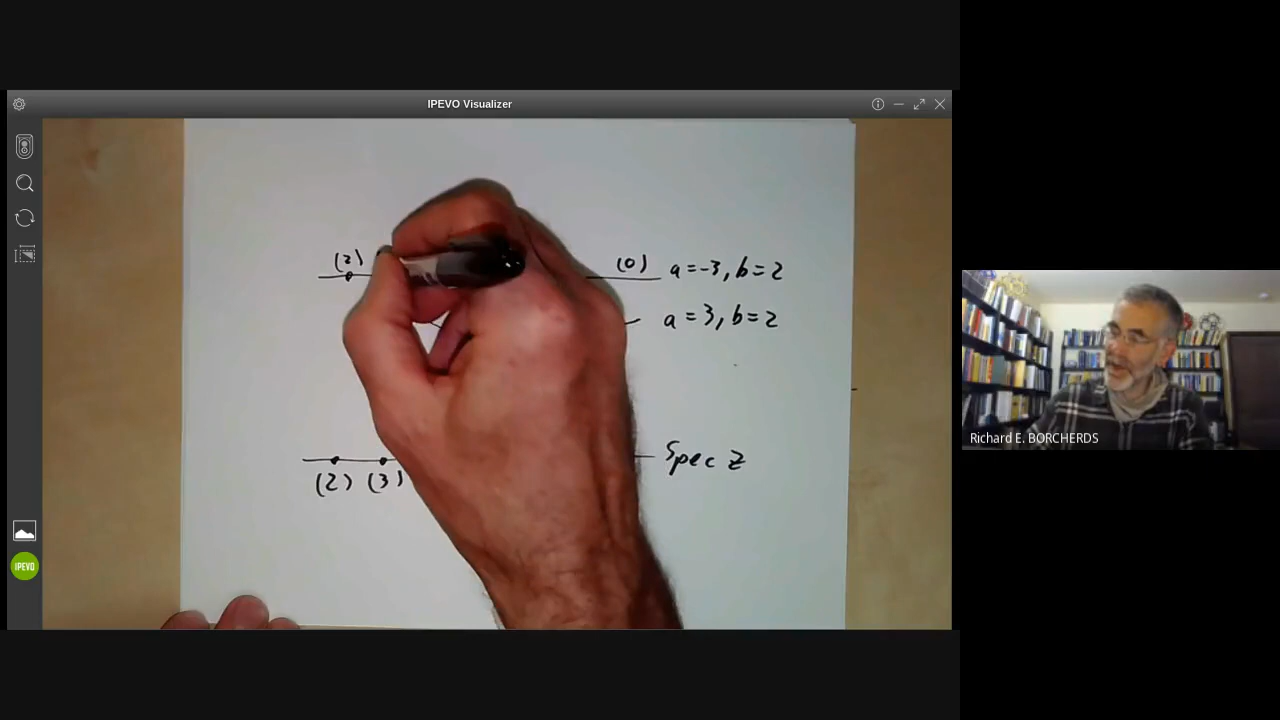 IPEVO Visualizer
(2) (0) a=-3, b=2
a=3, b=2
Spec Z
(2) (3)
IPEVO
Richard E. BORCHERDS